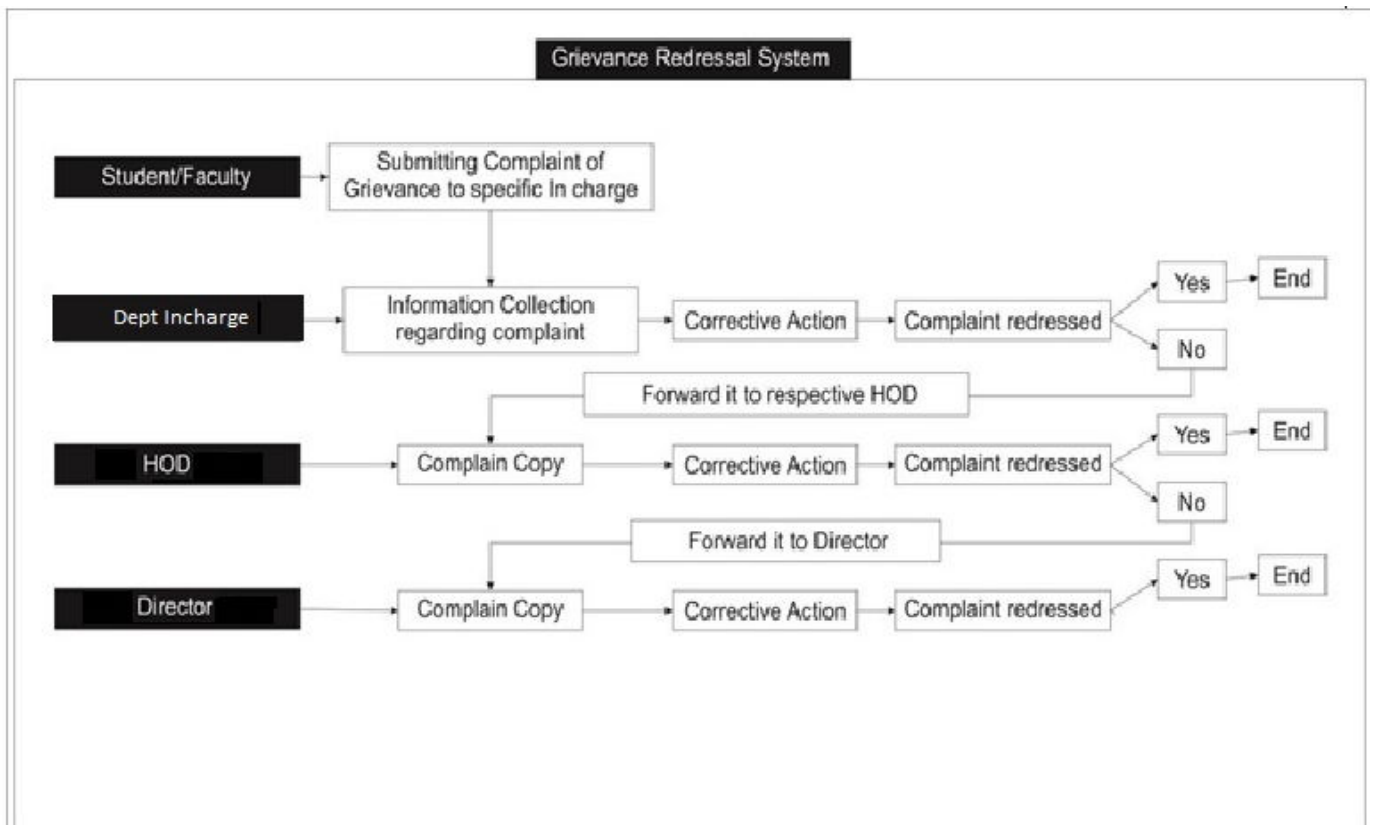 Grievance Redressal System
Student/Faculty
Submitting Complaint of
Grievance to specific In charge
Dept Incharge
Information Collection
regarding complaint
Corrective Action
Complaint redressed
Yes
End
No
Forward it to respective HOD
HOD
Complain Copy
Corrective Action
Complaint redressed
Yes
End
No
Forward it to Director
Director
Complain Copy
Corrective Action
Complaint redressed
Yes
End